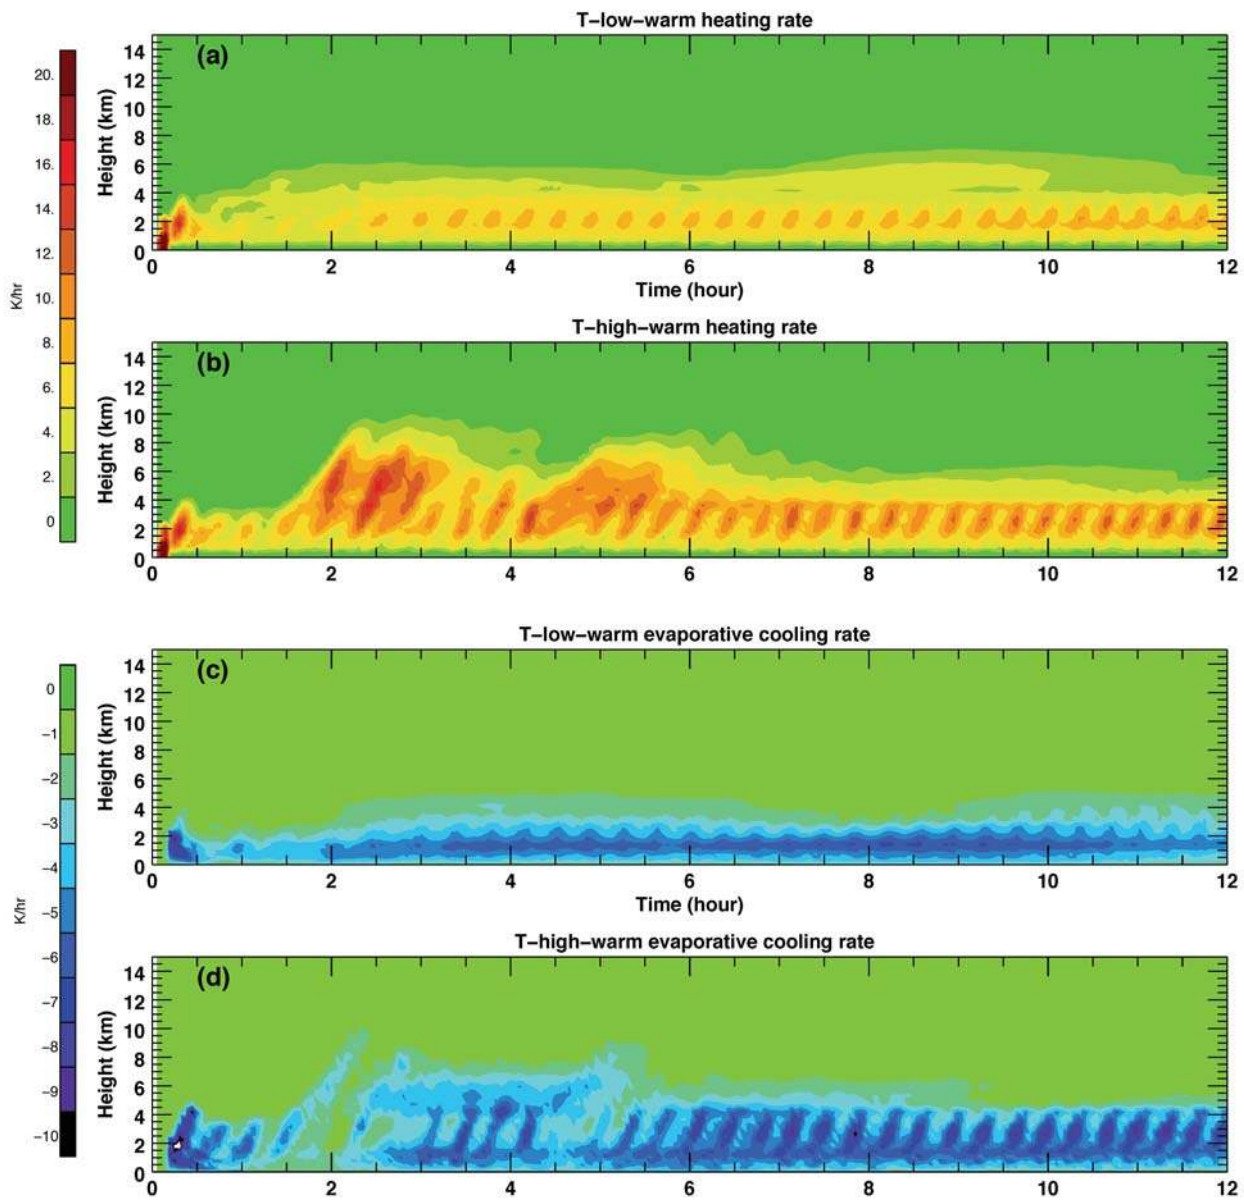 T-low-warm heating rate
(a)
14
12
10
8
6
4
2
0
Height (km)
0 2 4 6 8 10 12
Time (hour)
20.
18.
16.
14.
12.
10.
8.
6.
4.
2.
0
K/hr
T-high-warm heating rate
(b)
14
12
10
8
6
4
2
0
Height (km)
0 2 4 6 8 10 12
T-low-warm evaporative cooling rate
(c)
14
12
10
8
6
4
2
0
Height (km)
0 2 4 6 8 10 12
Time (hour)
0
-1
-2
-3
-4
-5
-6
-7
-8
-9
-10
K/hr
T-high-warm evaporative cooling rate
(d)
14
12
10
8
6
4
2
0
Height (km)
0 2 4 6 8 10 12